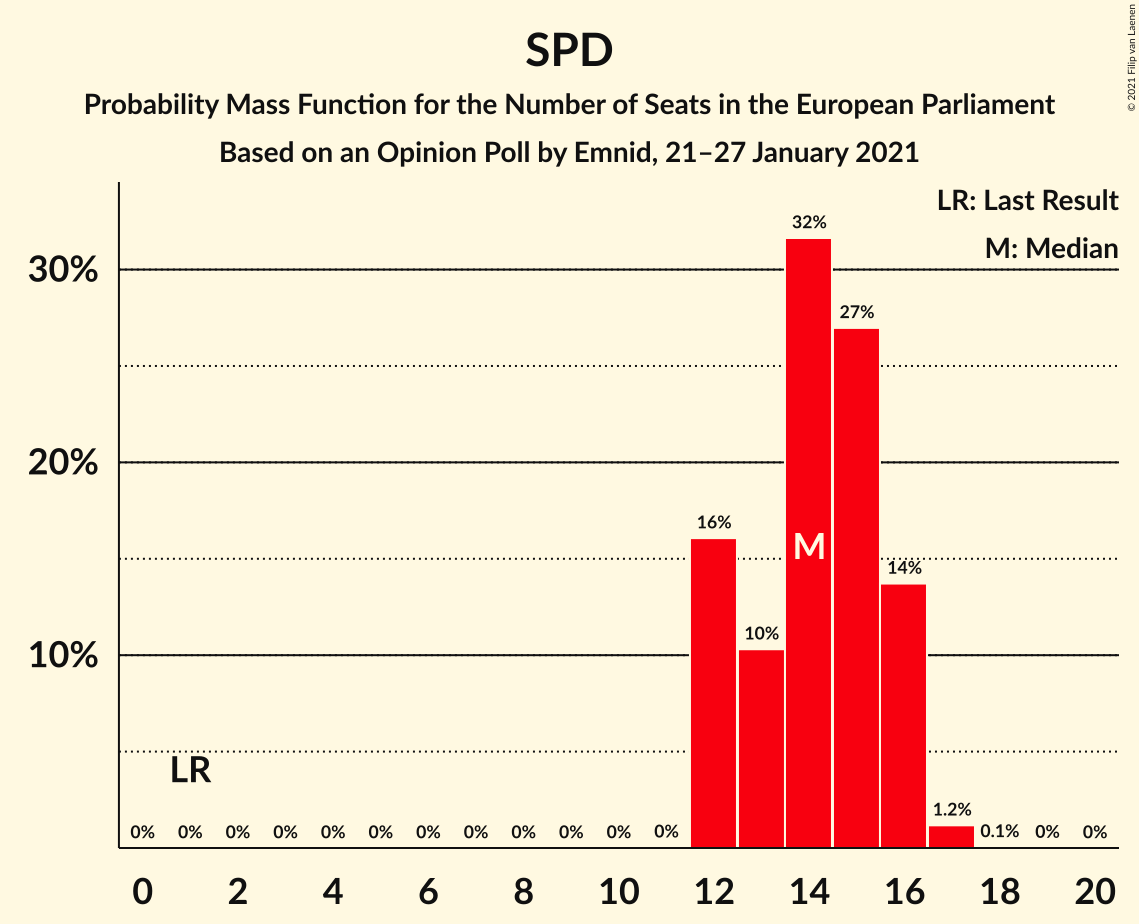 SPD
Probability Mass Function for the Number of Seats in the European Parliament
Based on an Opinion Poll by Emnid, 21–27 January 2021
© 2021 Filip van Laenen
LR: Last Result
M: Median
30%
20%
10%
32%
27%
16%
M
14%
10%
LR
0% 0% 0% 0% 0% 0% 0% 0% 0% 0% 0% 0% 1.2% 0.1% 0% 0%
0 2 4 6 8 10 12 14 16 18 20